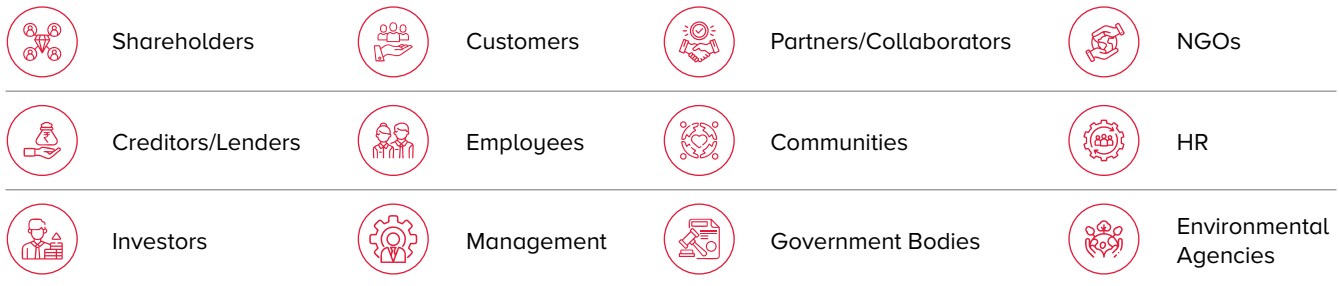 Shareholders
Customers
Partners/Collaborators
NGOs
Creditors/Lenders
Employees
Communities
HR
Investors
Management
Government Bodies
Environmental
Agencies